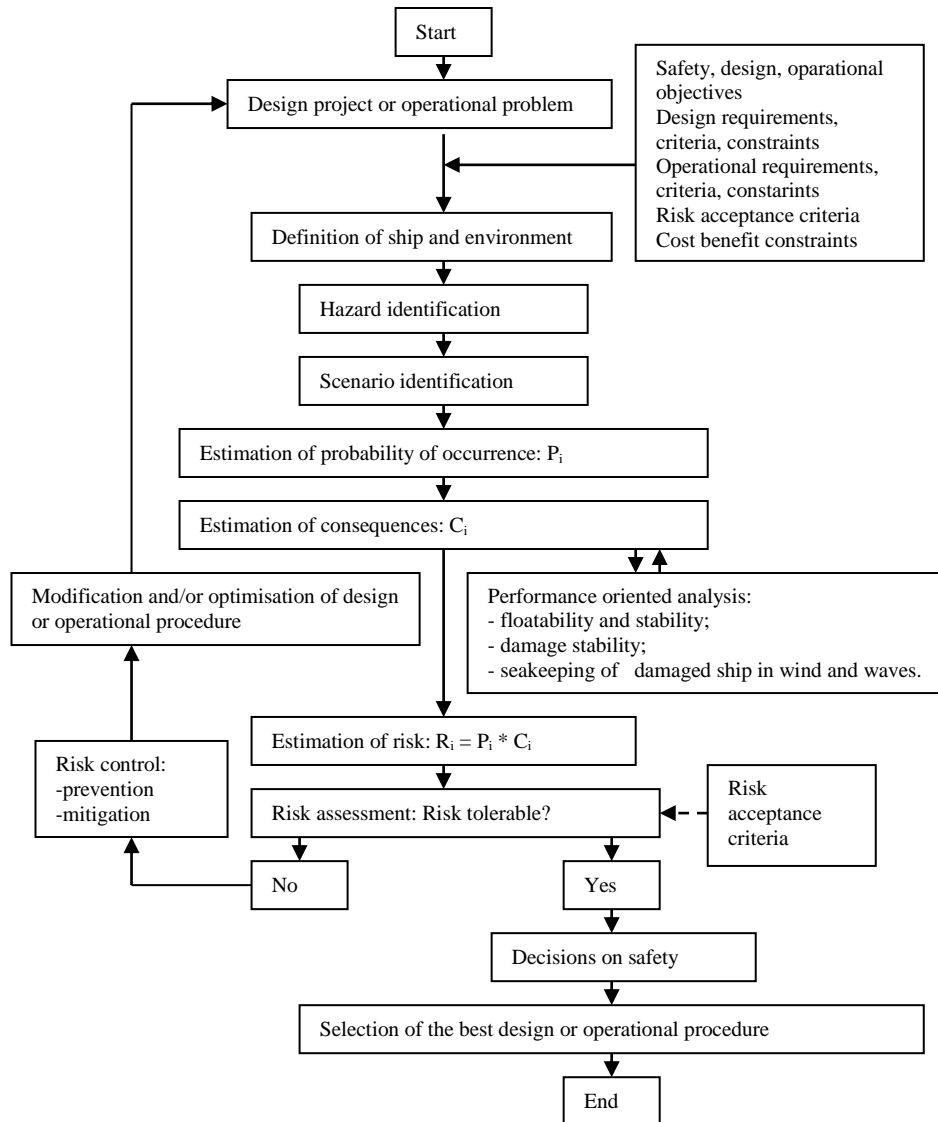 Start
Design project or operational problem
Safety, design, oparational
objectives
Design requirements,
criteria, constraints
Operational requirements,
criteria, constarints
Risk acceptance criteria
Cost benefit constraints
Definition of ship and environment
Hazard identification
Scenario identification
Estimation of probability of occurrence: Pi
Estimation of consequences: Ci
Modification and/or optimisation of design
or operational procedure
Performance oriented analysis:
- floatability and stability;
- damage stability;
- seakeeping of damaged ship in wind and waves.
Estimation of risk: Ri = Pi * Ci
Risk control:
-prevention
-mitigation
Risk assessment: Risk tolerable?
Risk
acceptance
criteria
No
Yes
Decisions on safety
Selection of the best design or operational procedure
End